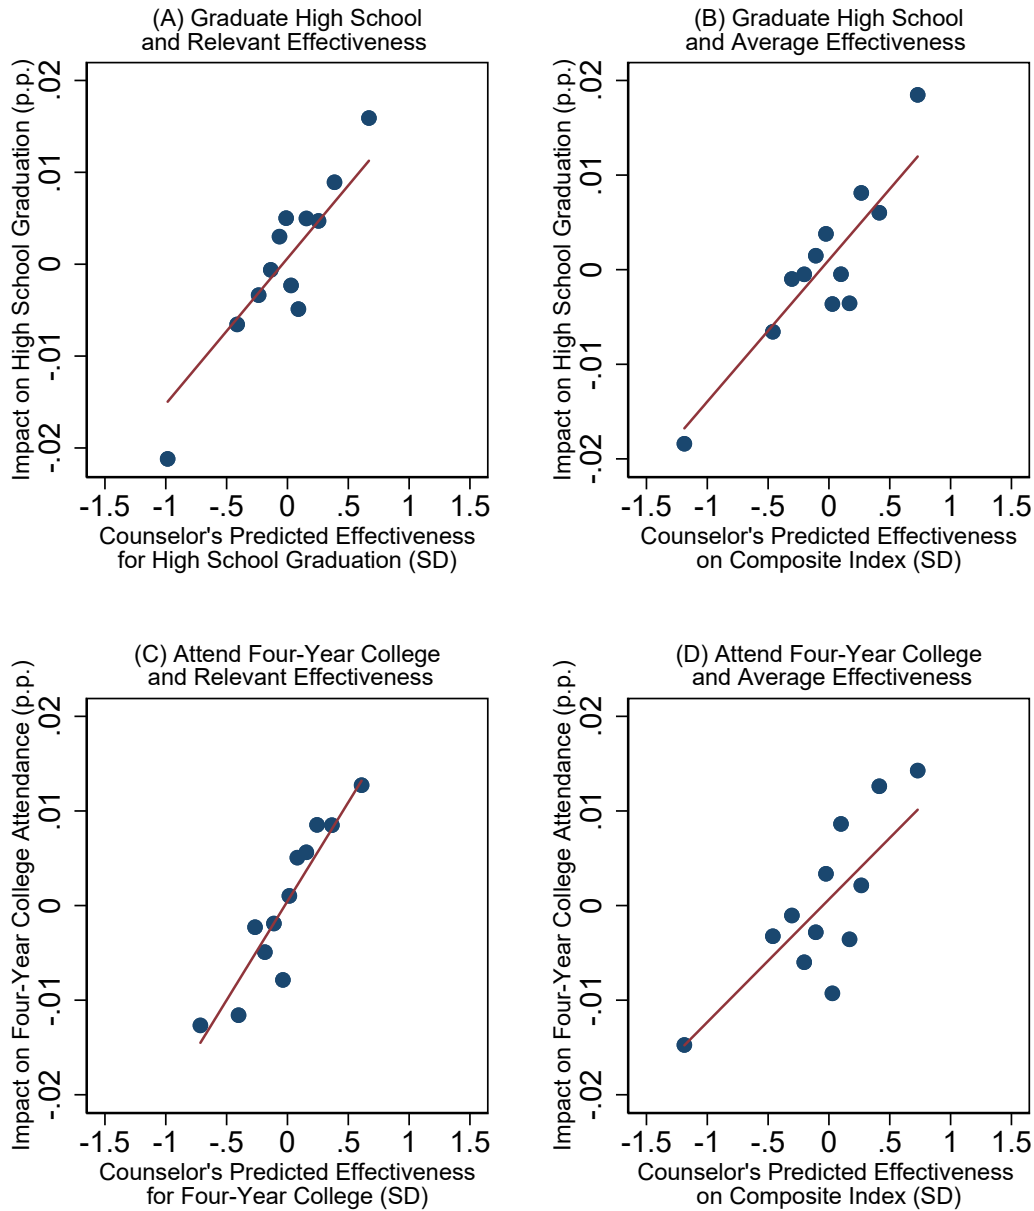 (A) Graduate High School
and Relevant Effectiveness
Impact on High School Graduation (p.p.)
.02
.01
0
-.01
-.02
-1.5 -1 -.5 0 .5 1 1.5
Counselor's Predicted Effectiveness
for High School Graduation (SD)
(B) Graduate High School
and Average Effectiveness
Impact on High School Graduation (p.p.)
.02
.01
0
-.01
-.02
-1.5 -1 -.5 0 .5 1 1.5
Counselor's Predicted Effectiveness
on Composite Index (SD)
(C) Attend Four-Year College
and Relevant Effectiveness
Impact on Four-Year College Attendance (p.p.)
.02
.01
0
-.01
-.02
-1.5 -1 -.5 0 .5 1 1.5
Counselor's Predicted Effectiveness
for Four-Year College (SD)
(D) Attend Four-Year College
and Average Effectiveness
Impact on Four-Year College Attendance (p.p.)
.02
.01
0
-.01
-.02
-1.5 -1 -.5 0 .5 1 1.5
Counselor's Predicted Effectiveness
on Composite Index (SD)